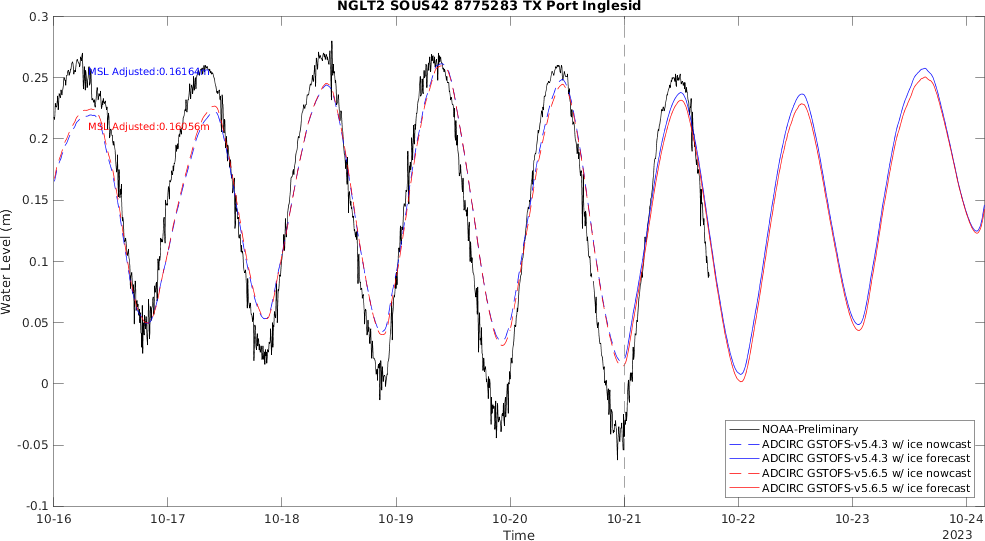 NGLT2 SOUS42 8775283 TX Port Inglesid
0.3
0.25
0.2
0.15
0.1
0.05
0
-0.05
-0.1
Water Level (m)
MSL Adjusted:0.16164m
MSL Adjusted:0.16056m
NOAA-Preliminary
ADCIRC GSTOFS-v5.4.3 w/ ice nowcast
ADCIRC GSTOFS-v5.4.3 w/ ice forecast
ADCIRC GSTOFS-v5.6.5 w/ ice nowcast
ADCIRC GSTOFS-v5.6.5 w/ ice forecast
10-16 10-17 10-18 10-19 10-20 10-21 10-22 10-23 10-24
Time 2023